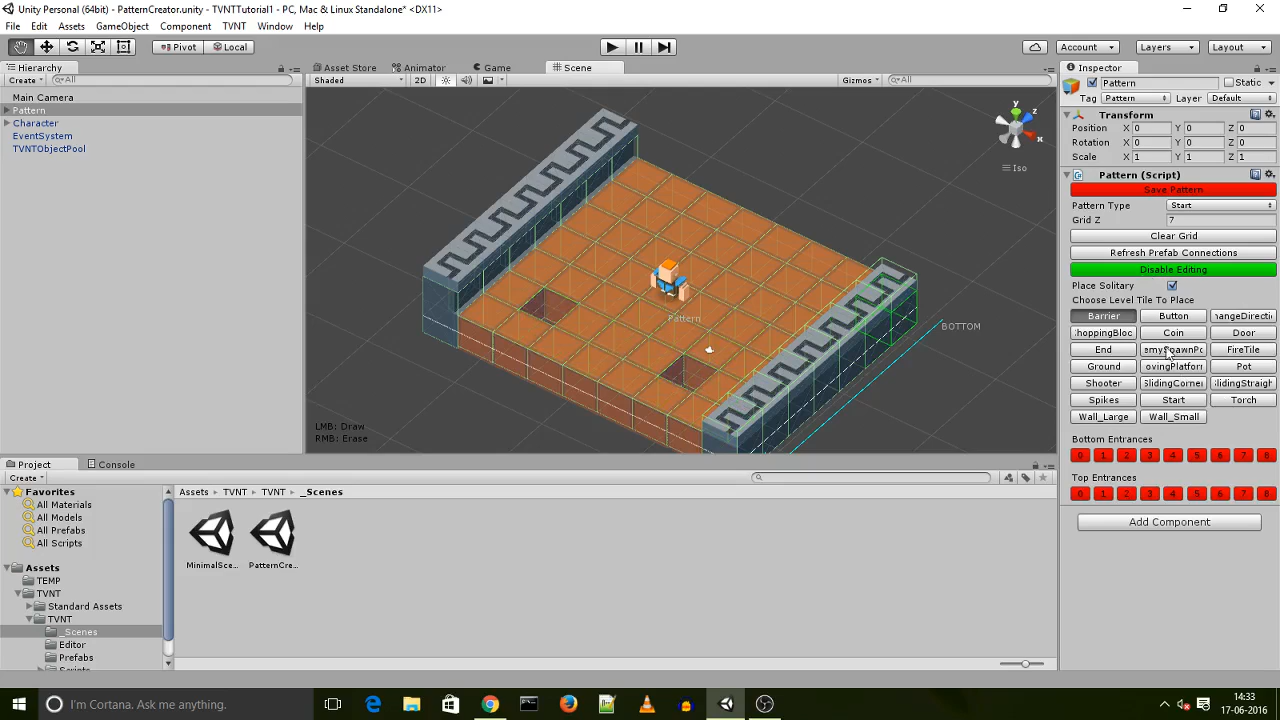 Unity Personal (64bit) - PatternCreator.unity - TVNTTutorial1 - PC, Mac & Linux Standalone* <DX11>
File Edit Assets GameObject Component TVNT Window Help
Pivot Local Account Layers Layout
Hierarchy Asset Store Animator Game Scene Inspector
Create All Shaded 2D Gizmos All Pattern Static
Main Camera
Pattern
Character
EventSystem
TVNTObjectPool
Tag Pattern Layer Default
Transform
Position X 0 Y 0 Z 0
Rotation X 0 Y 0 Z 0
Scale X 1 Y 1 Z 1
y
z
x
Iso
Pattern (Script)
Save Pattern
Pattern Type Start
Grid Z 7
Clear Grid
Refresh Prefab Connections
Disable Editing
Place Solitary
Choose Level Tile To Place
Barrier Button hangeDirectio
hoppingBloc Coin Door
End emySpawnPo FireTile
Ground ovingPlatforr Pot
Shooter SlidingCorner SlidingStraigh
Spikes Start Torch
Wall_Large Wall_Small
Bottom Entrances
0 1 2 3 4 5 6 7 8
Top Entrances
0 1 2 3 4 5 6 7 8
Add Component
Pattern
BOTTOM
LMB: Draw
RMB: Erase
Project Console
Create
Favorites
All Materials
All Models
All Prefabs
All Scripts
Assets
TEMP
TVNT
Standard Assets
TVNT
_Scenes
Editor
Prefabs
Assets TVNT TVNT _Scenes
MinimalSce...
PatternCre...
I'm Cortana. Ask me anything.
14:33
17-06-2016